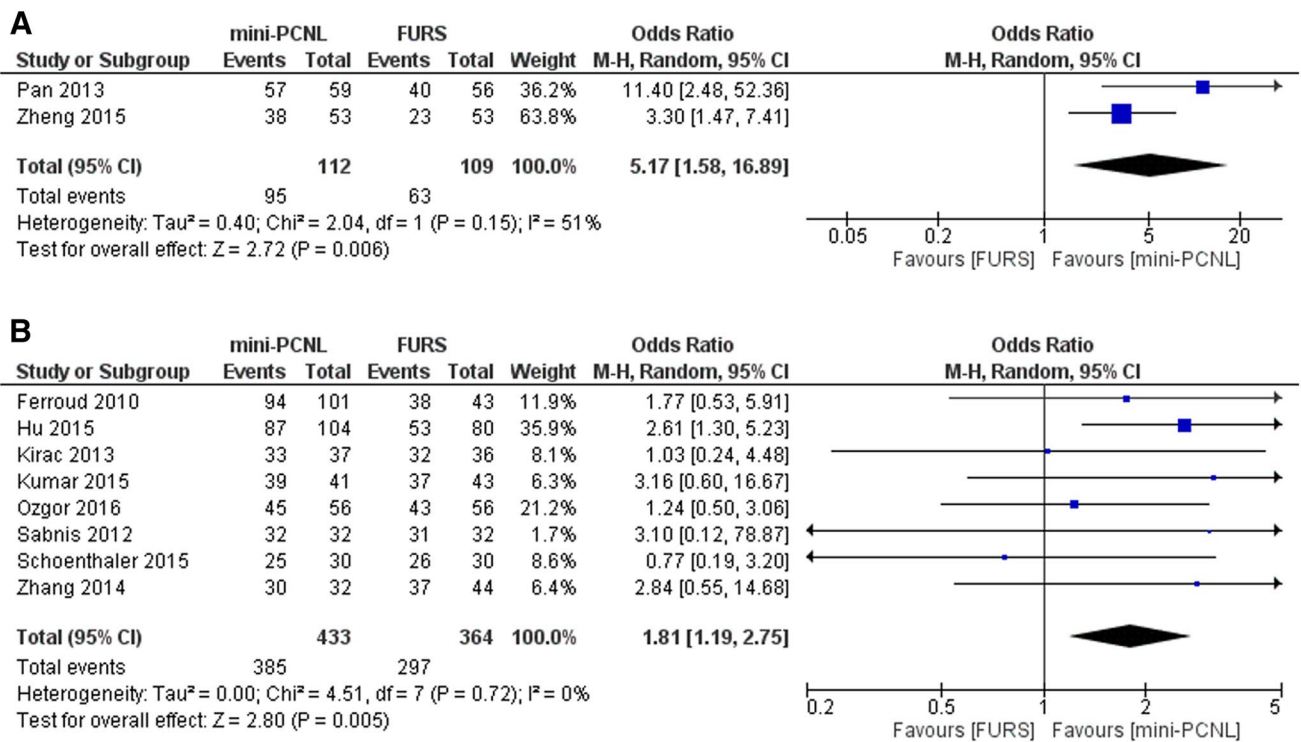 A
mini-PCNL FURS Odds Ratio Odds Ratio
Study or Subgroup Events Total Events Total Weight M-H, Random, 95% CI M-H, Random, 95% CI
Pan 2013 57 59 40 56 36.2% 11.40 [2.48, 52.36]
Zheng 2015 38 53 23 53 63.8% 3.30 [1.47, 7.41]
Total (95% CI) 112 109 100.0% 5.17 [1.58, 16.89]
Total events 95 63
Heterogeneity: Tau² = 0.40; Chi² = 2.04, df = 1 (P = 0.15); I² = 51%
Test for overall effect: Z = 2.72 (P = 0.006)
0.05 0.2 1 5 20
Favours [FURS] Favours [mini-PCNL]
B
mini-PCNL FURS Odds Ratio Odds Ratio
Study or Subgroup Events Total Events Total Weight M-H, Random, 95% CI M-H, Random, 95% CI
Ferroud 2010 94 101 38 43 11.9% 1.77 [0.53, 5.91]
Hu 2015 87 104 53 80 35.9% 2.61 [1.30, 5.23]
Kirac 2013 33 37 32 36 8.1% 1.03 [0.24, 4.48]
Kumar 2015 39 41 37 43 6.3% 3.16 [0.60, 16.67]
Ozgor 2016 45 56 43 56 21.2% 1.24 [0.50, 3.06]
Sabnis 2012 32 32 31 32 1.7% 3.10 [0.12, 78.87]
Schoenthaler 2015 25 30 26 30 8.6% 0.77 [0.19, 3.20]
Zhang 2014 30 32 37 44 6.4% 2.84 [0.55, 14.68]
Total (95% CI) 433 364 100.0% 1.81 [1.19, 2.75]
Total events 385 297
Heterogeneity: Tau² = 0.00; Chi² = 4.51, df = 7 (P = 0.72); I² = 0%
Test for overall effect: Z = 2.80 (P = 0.005)
0.2 0.5 1 2 5
Favours [FURS] Favours [mini-PCNL]